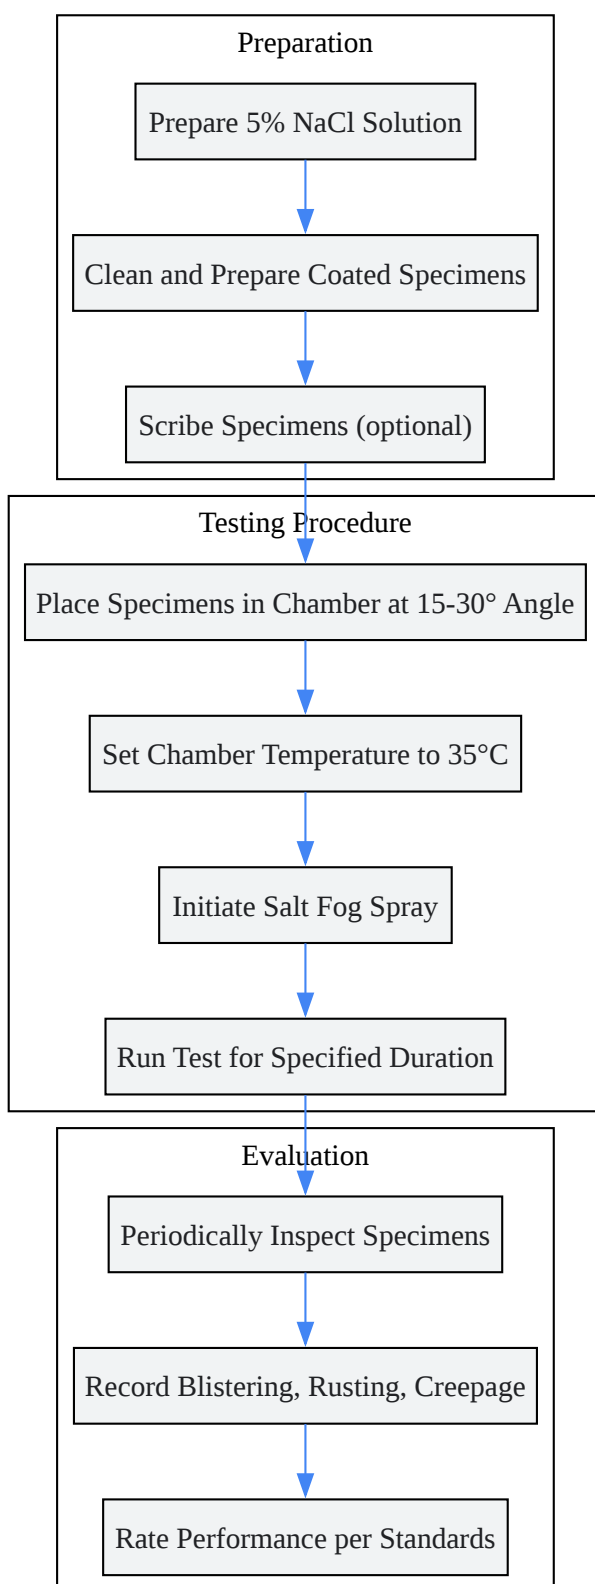 Preparation
Prepare 5% NaCl Solution
Clean and Prepare Coated Specimens
Scribe Specimens (optional)
Testing Procedure
Place Specimens in Chamber at 15-30° Angle
Set Chamber Temperature to 35°C
Initiate Salt Fog Spray
Run Test for Specified Duration
Evaluation
Periodically Inspect Specimens
Record Blistering, Rusting, Creepage
Rate Performance per Standards